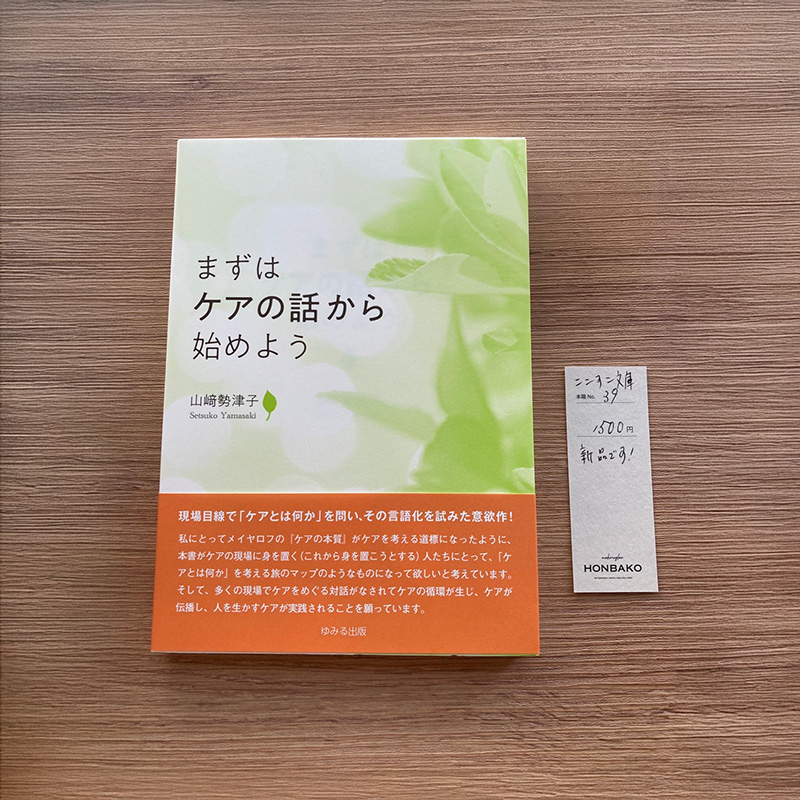 まずは
ケアの話から
始めよう
山﨑勢津子
Setsuko Yamasaki
現場目線で「ケアとは何か」を問い、その言語化を試みた意欲作！
私にとってメイヤロフの『ケアの本質』がケアを考える道標になったように、
本書がケアの現場に身を置く（これから身を置こうとする）人たちにとって、「ケ
アとは何か」を考える旅のマップのようなものになって欲しいと考えています。
そして、多くの現場でケアをめぐる対話がなされてケアの循環が生じ、ケアが
伝播し、人を生かすケアが実践されることを願っています。
ゆみる出版
ニニすニ文庫
本箱 No. 39
1500円
新品です!
HONBAKO